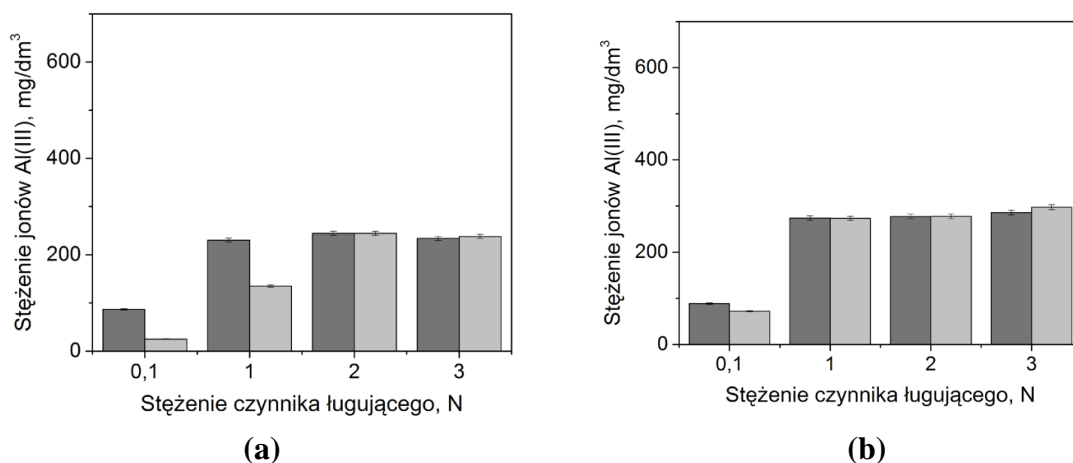 Stężenie jonów Al(III), mg/dm³
600
400
200
0
0,1 1 2 3
Stężenie czynnika ługującego, N
(a)
Stężenie jonów Al(III), mg/dm³
600
400
200
0
0,1 1 2 3
Stężenie czynnika ługującego, N
(b)